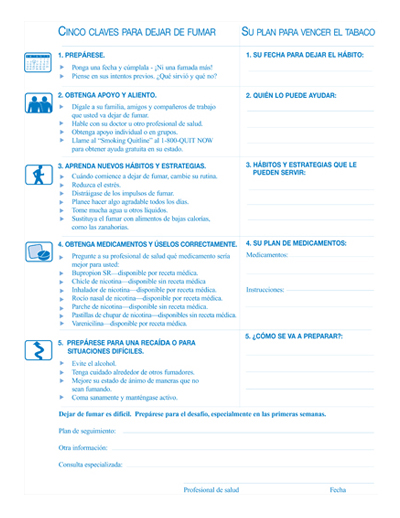 CINCO CLAVES PARA DEJAR DE FUMAR
SU PLAN PARA VENCER EL TABACO
1. PREPÁRESE.
Ponga una fecha y cúmplala - ¡Ni una fumada más!
Piense en sus intentos previos. ¿Qué sirvió y qué no?
1. SU FECHA PARA DEJAR EL HÁBITO:
2. OBTENGA APOYO Y ALIENTO.
Dígale a su familia, amigos y compañeros de trabajo
que usted va dejar de fumar.
Hable con su doctor u otro profesional de salud.
Obtenga apoyo individual o en grupos.
Llame al "Smoking Quitline" al 1-800-QUIT NOW
para obtener ayuda gratuita en su estado.
2. QUIÉN LO PUEDE AYUDAR:
3. APRENDA NUEVOS HÁBITOS Y ESTRATEGIAS.
Cuándo comience a dejar de fumar, cambie su rutina.
Reduzca el estrés.
Distráigase de los impulsos de fumar.
Planee hacer algo agradable todos los días.
Tome mucha agua u otros líquidos.
Sustituya el fumar con alimentos de bajas calorías,
como las zanahorias.
3. HÁBITOS Y ESTRATEGIAS QUE LE
PUEDEN SERVIR:
4. OBTENGA MEDICAMENTOS Y ÚSELOS CORRECTAMENTE.
Pregunte a su profesional de salud qué medicamento sería
mejor para usted:
Bupropion SR—disponible por receta médica.
Chicle de nicotina—disponible sin receta médica
Inhalador de nicotina—disponible por receta médica.
Rocío nasal de nicotina—disponible por receta médica.
Parche de nicotina—disponible por receta médica.
Pastillas de chupar de nicotina—disponibles sin receta médica.
Varenicilina—disponible por receta médica.
4. SU PLAN DE MEDICAMENTOS:
Medicamentos:
Instrucciones:
5. PREPÁRESE PARA UNA RECAÍDA O PARA
SITUACIONES DIFÍCILES.
Evite el alcohol.
Tenga cuidado alrededor de otros fumadores.
Mejore su estado de ánimo de maneras que no
sean fumando.
Coma sanamente y manténgase activo.
5. ¿CÓMO SE VA A PREPARAR?:
Dejar de fumar es difícil. Prepárese para el desafío, especialmente en las primeras semanas.
Plan de seguimiento:
Otra información:
Consulta especializada:
Profesional de salud
Fecha